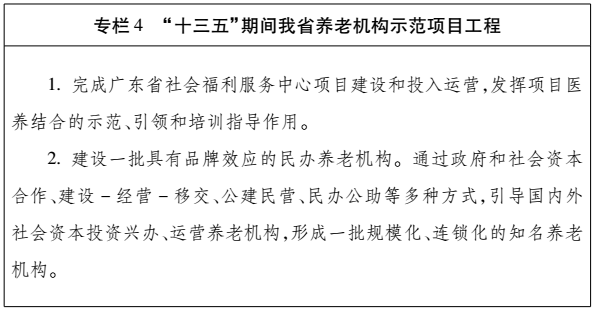 专栏4 “十三五”期间我省养老机构示范项目工程
1. 完成广东省社会福利服务中心项目建设和投入运营,发挥项目医
养结合的示范、引领和培训指导作用。
2. 建设一批具有品牌效应的民办养老机构。通过政府和社会资本
合作、建设－经营－移交、公建民营、民办公助等多种方式,引导国内外
社会资本投资兴办、运营养老机构,形成一批规模化、连锁化的知名养老
机构。